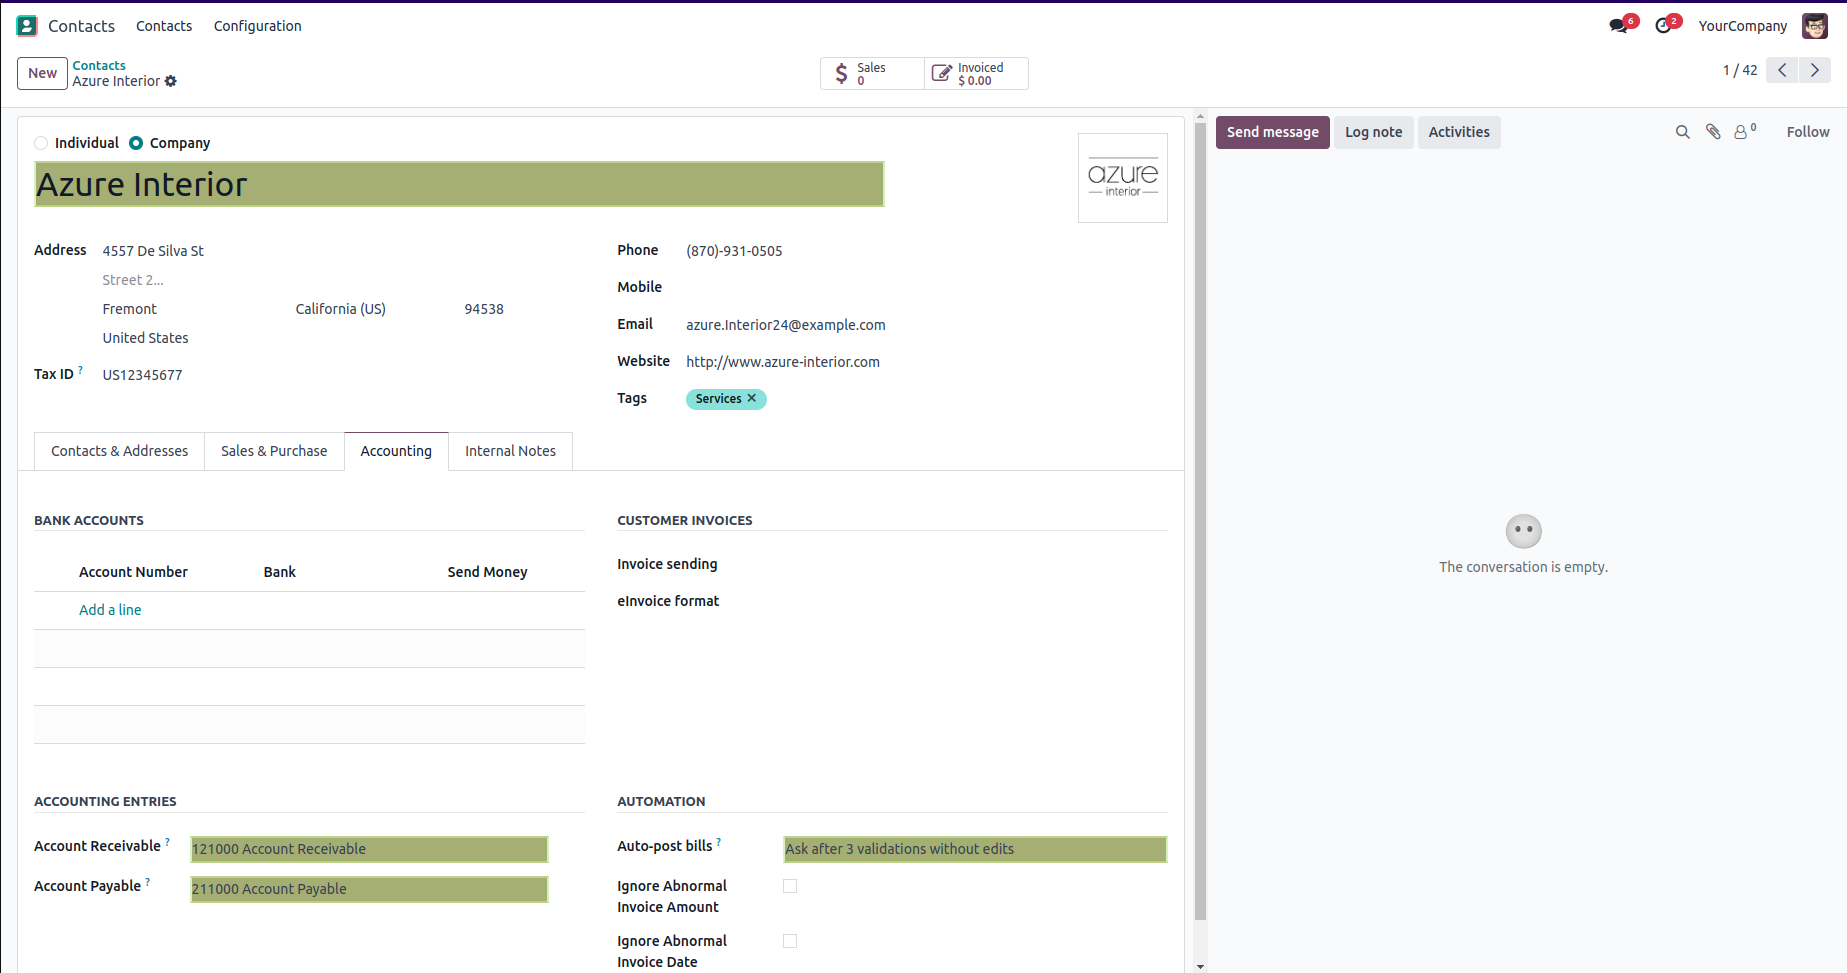 Contacts Contacts Configuration 6 2 YourCompany
New Contacts
Azure Interior
Sales
0
Invoiced
$ 0.00
1 / 42
Individual Company
Azure Interior
azure
interior
Address 4557 De Silva St
Street 2...
Fremont California (US) 94538
United States
Tax ID ? US12345677
Phone (870)-931-0505
Mobile
Email azure.Interior24@example.com
Website http://www.azure-interior.com
Tags Services ✕
Contacts & Addresses Sales & Purchase Accounting Internal Notes
BANK ACCOUNTS
Account Number Bank Send Money
Add a line
CUSTOMER INVOICES
Invoice sending
eInvoice format
ACCOUNTING ENTRIES
Account Receivable ? 121000 Account Receivable
Account Payable ? 211000 Account Payable
AUTOMATION
Auto-post bills ? Ask after 3 validations without edits
Ignore Abnormal
Invoice Amount
Ignore Abnormal
Invoice Date
Send message Log note Activities 0 Follow
The conversation is empty.